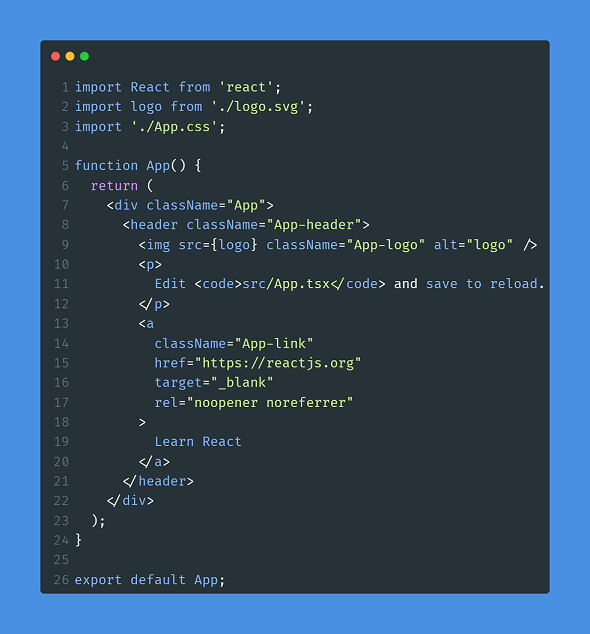 1 import React from 'react';
2 import logo from './logo.svg';
3 import './App.css';
4
5 function App() {
6   return (
7     <div className="App">
8       <header className="App-header">
9         <img src={logo} className="App-logo" alt="logo" />
10         <p>
11           Edit <code>src/App.tsx</code> and save to reload.
12         </p>
13         <a
14           className="App-link"
15           href="https://reactjs.org"
16           target="_blank"
17           rel="noopener noreferrer"
18         >
19           Learn React
20         </a>
21       </header>
22     </div>
23   );
24 }
25
26 export default App;